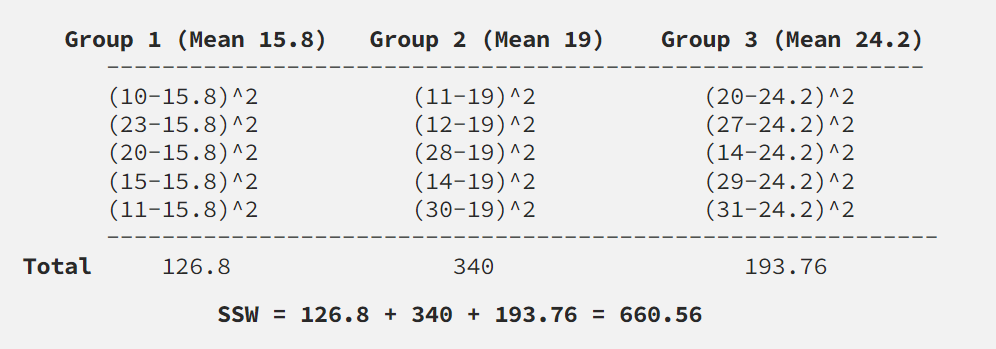 Group 1 (Mean 15.8) Group 2 (Mean 19) Group 3 (Mean 24.2)
------------------------------------------------------------
(10-15.8)^2 (11-19)^2 (20-24.2)^2
(23-15.8)^2 (12-19)^2 (27-24.2)^2
(20-15.8)^2 (28-19)^2 (14-24.2)^2
(15-15.8)^2 (14-19)^2 (29-24.2)^2
(11-15.8)^2 (30-19)^2 (31-24.2)^2
-------------------------------------------------------------
Total 126.8 340 193.76
SSW = 126.8 + 340 + 193.76 = 660.56